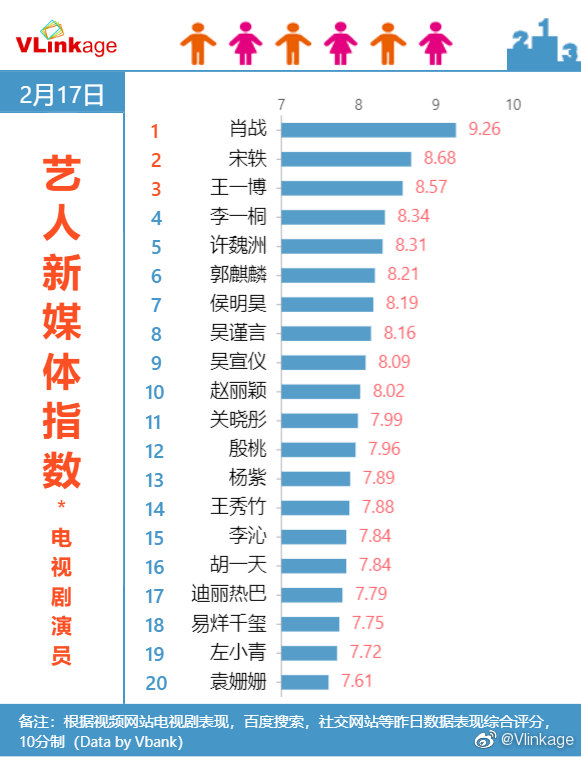 VLinkage
1
2
3
2月17日
艺人新媒体指数
*
电视剧演员
7 8 9 10
1 肖战 9.26
2 宋轶 8.68
3 王一博 8.57
4 李一桐 8.34
5 许魏洲 8.31
6 郭麒麟 8.21
7 侯明昊 8.19
8 吴谨言 8.16
9 吴宣仪 8.09
10 赵丽颖 8.02
11 关晓彤 7.99
12 殷桃 7.96
13 杨紫 7.89
14 王秀竹 7.88
15 李沁 7.84
16 胡一天 7.84
17 迪丽热巴 7.79
18 易烊千玺 7.75
19 左小青 7.72
20 袁姗姗 7.61
备注：根据视频网站电视剧表现，百度搜索，社交网站等昨日数据表现综合评分，
10分制（Data by Vbank）
@Vlinkage